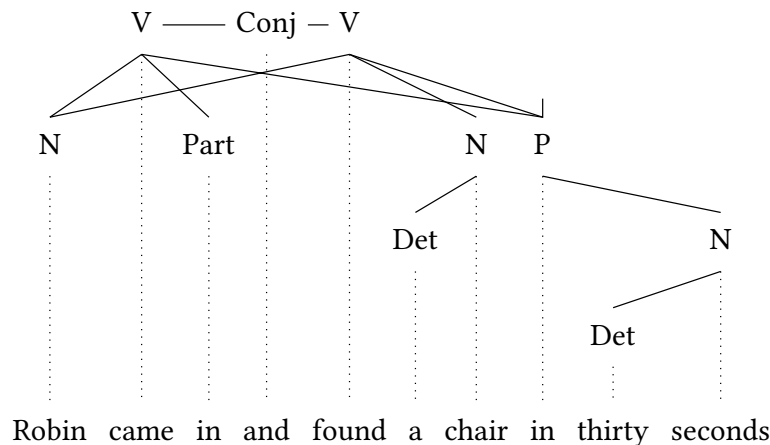 V Conj V
N Part N P
Det N
Det
Robin came in and found a chair in thirty seconds